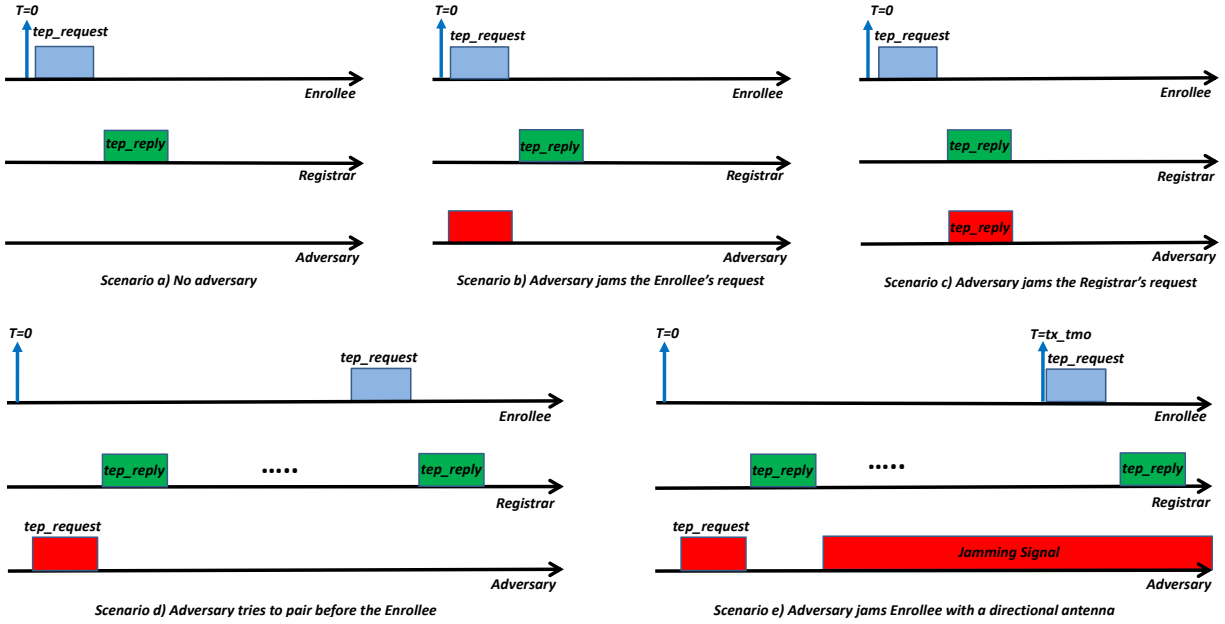 T=0
tep_request
Enrollee
tep_reply
Registrar
Adversary
Scenario a) No adversary
T=0
tep_request
Enrollee
tep_reply
Registrar
Adversary
Scenario b) Adversary jams the Enrollee's request
T=0
tep_request
Enrollee
tep_reply
Registrar
tep_reply
Adversary
Scenario c) Adversary jams the Registrar's request
T=0
tep_request
Enrollee
tep_reply ..... tep_reply
Registrar
tep_request
Adversary
Scenario d) Adversary tries to pair before the Enrollee
T=0
T=tx_tmo
tep_request
Enrollee
tep_reply ..... tep_reply
Registrar
tep_request
Jamming Signal
Adversary
Scenario e) Adversary jams Enrollee with a directional antenna